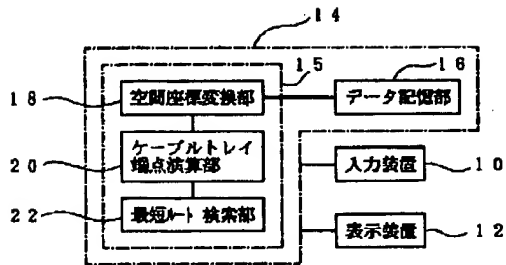 14
15
16
18
空間座標変換部
データ記憶部
20
ケーブルトレイ
端点演算部
入力装置
10
22
最短ルート検索部
表示装置
12